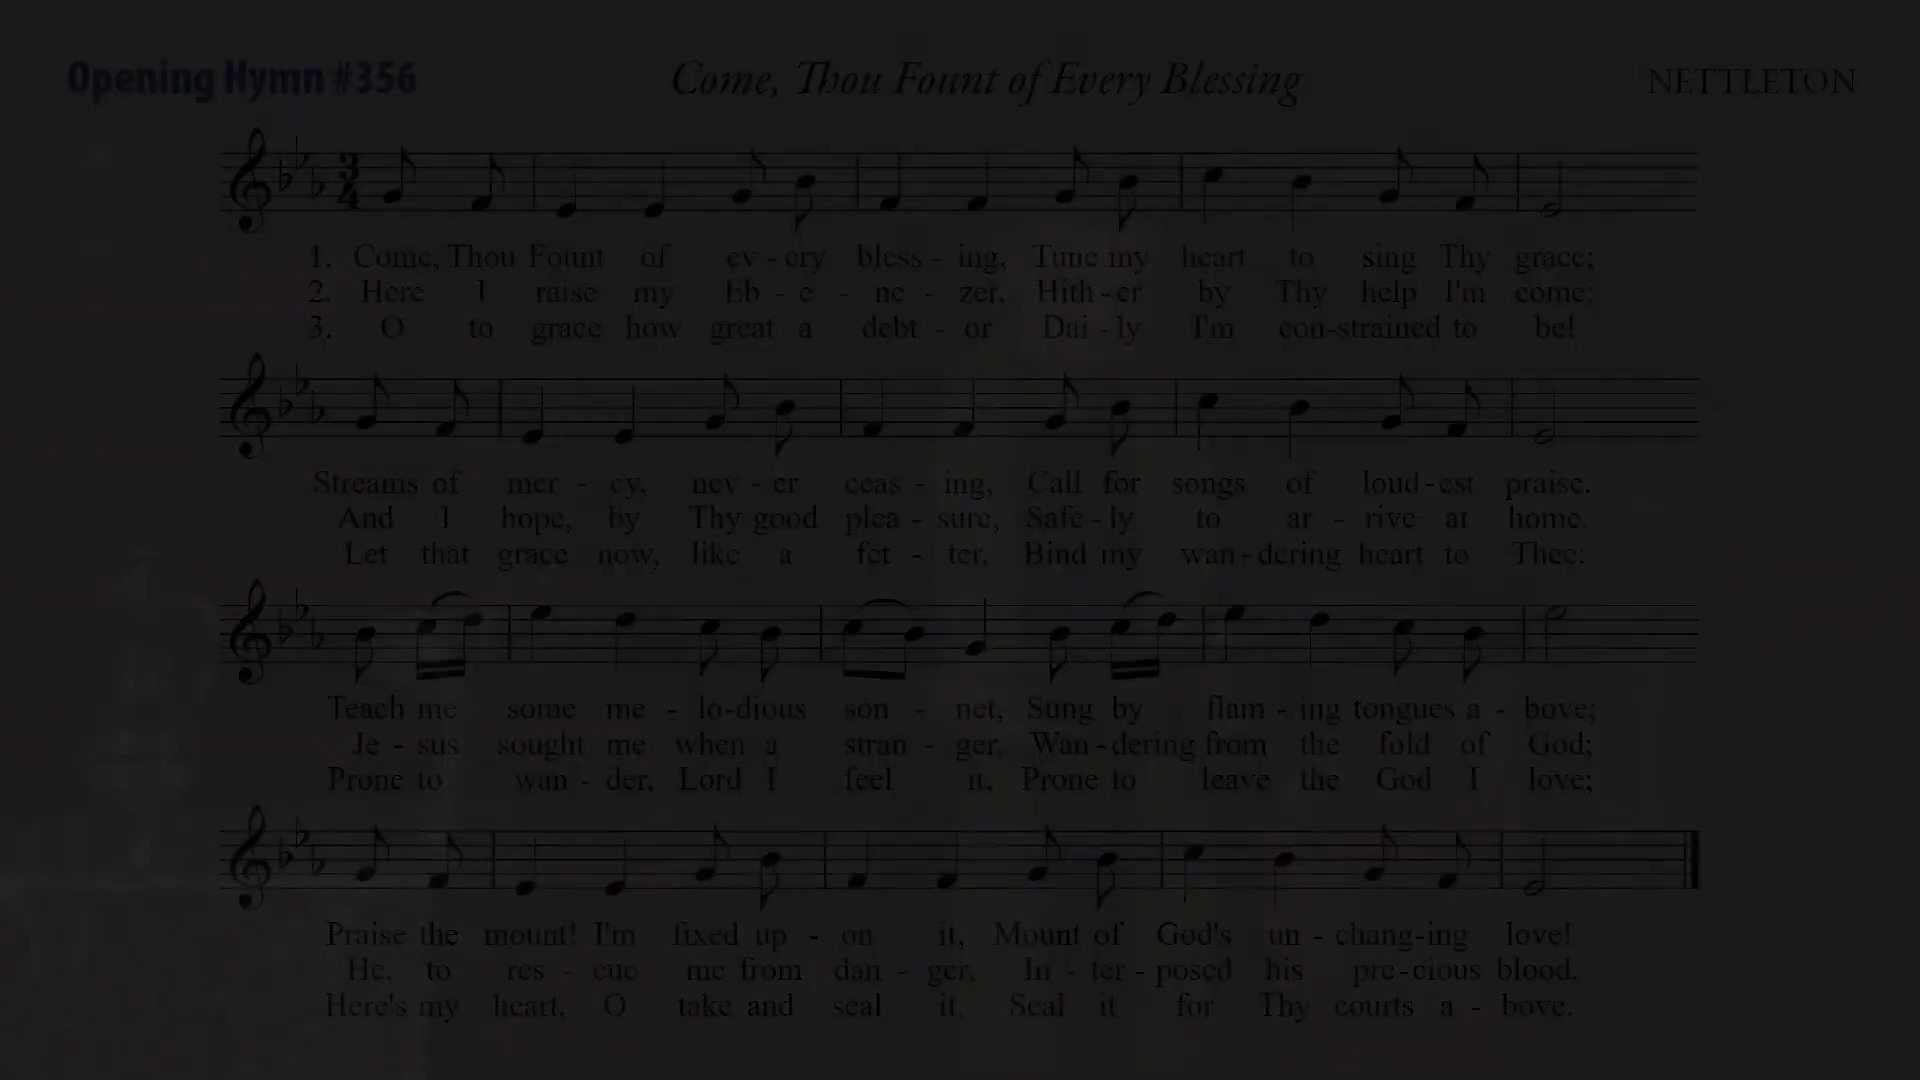 Opening Hymn #356
Come, Thou Fount of Every Blessing
NETTLETON
3
4
1. Come, Thou Fount of ev - ery bless - ing, Tune my heart to sing Thy grace;
2. Here I raise my Eb - e - ne - zer, Hith - er by Thy help I'm come;
3. O to grace how great a debt - or Dai - ly I'm con-strained to be!
Streams of mer - cy, nev - er ceas - ing, Call for songs of loud - est praise.
And I hope, by Thy good plea - sure, Safe - ly to ar - rive at home.
Let that grace now, like a fet - ter, Bind my wan - dering heart to Thee:
Teach me some me - lo-dious son - net, Sung by flam - ing tongues a - bove;
Je - sus sought me when a stran - ger, Wan - dering from the fold of God;
Prone to wan - der, Lord I feel it, Prone to leave the God I love;
Praise the mount! I'm fixed up - on it, Mount of God's un - chang-ing love!
He, to res - cue me from dan - ger, In - ter - posed his pre - cious blood.
Here's my heart, O take and seal it, Seal it for Thy courts a - bove.